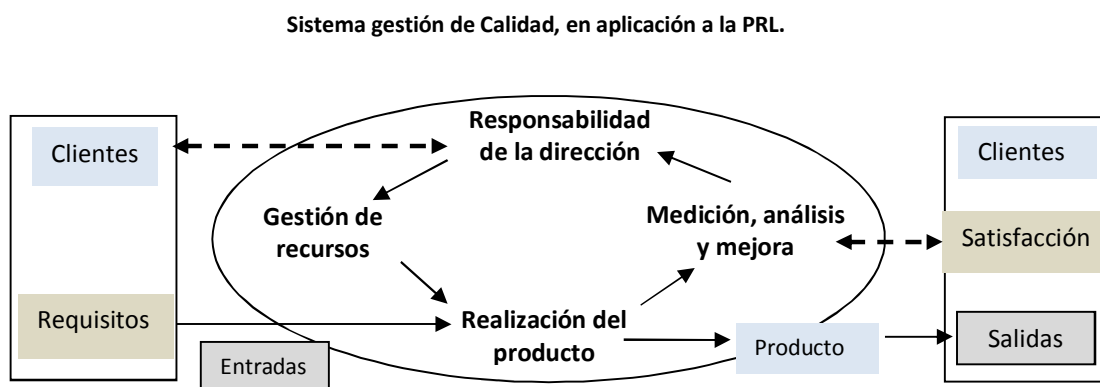 Sistema gestión de Calidad, en aplicación a la PRL.
Clientes
Responsabilidad
de la dirección
Clientes
Gestión de
recursos
Medición, análisis
y mejora
Satisfacción
Requisitos
Realización del
producto
Entradas
Producto
Salidas